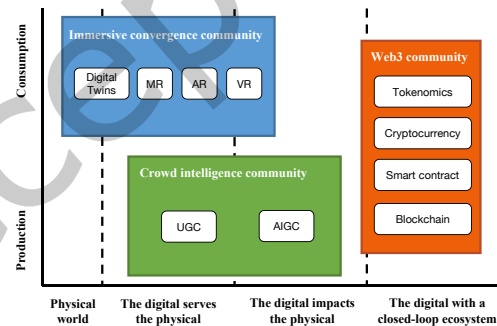 Consumption
Production
Immersive convergence community
Digital
Twins
MR
AR
VR
Crowd intelligence community
UGC
AIGC
Web3 community
Tokenomics
Cryptocurrency
Smart contract
Blockchain
Physical
world
The digital serves
the physical
The digital impacts
the physical
The digital with a
closed-loop ecosystem